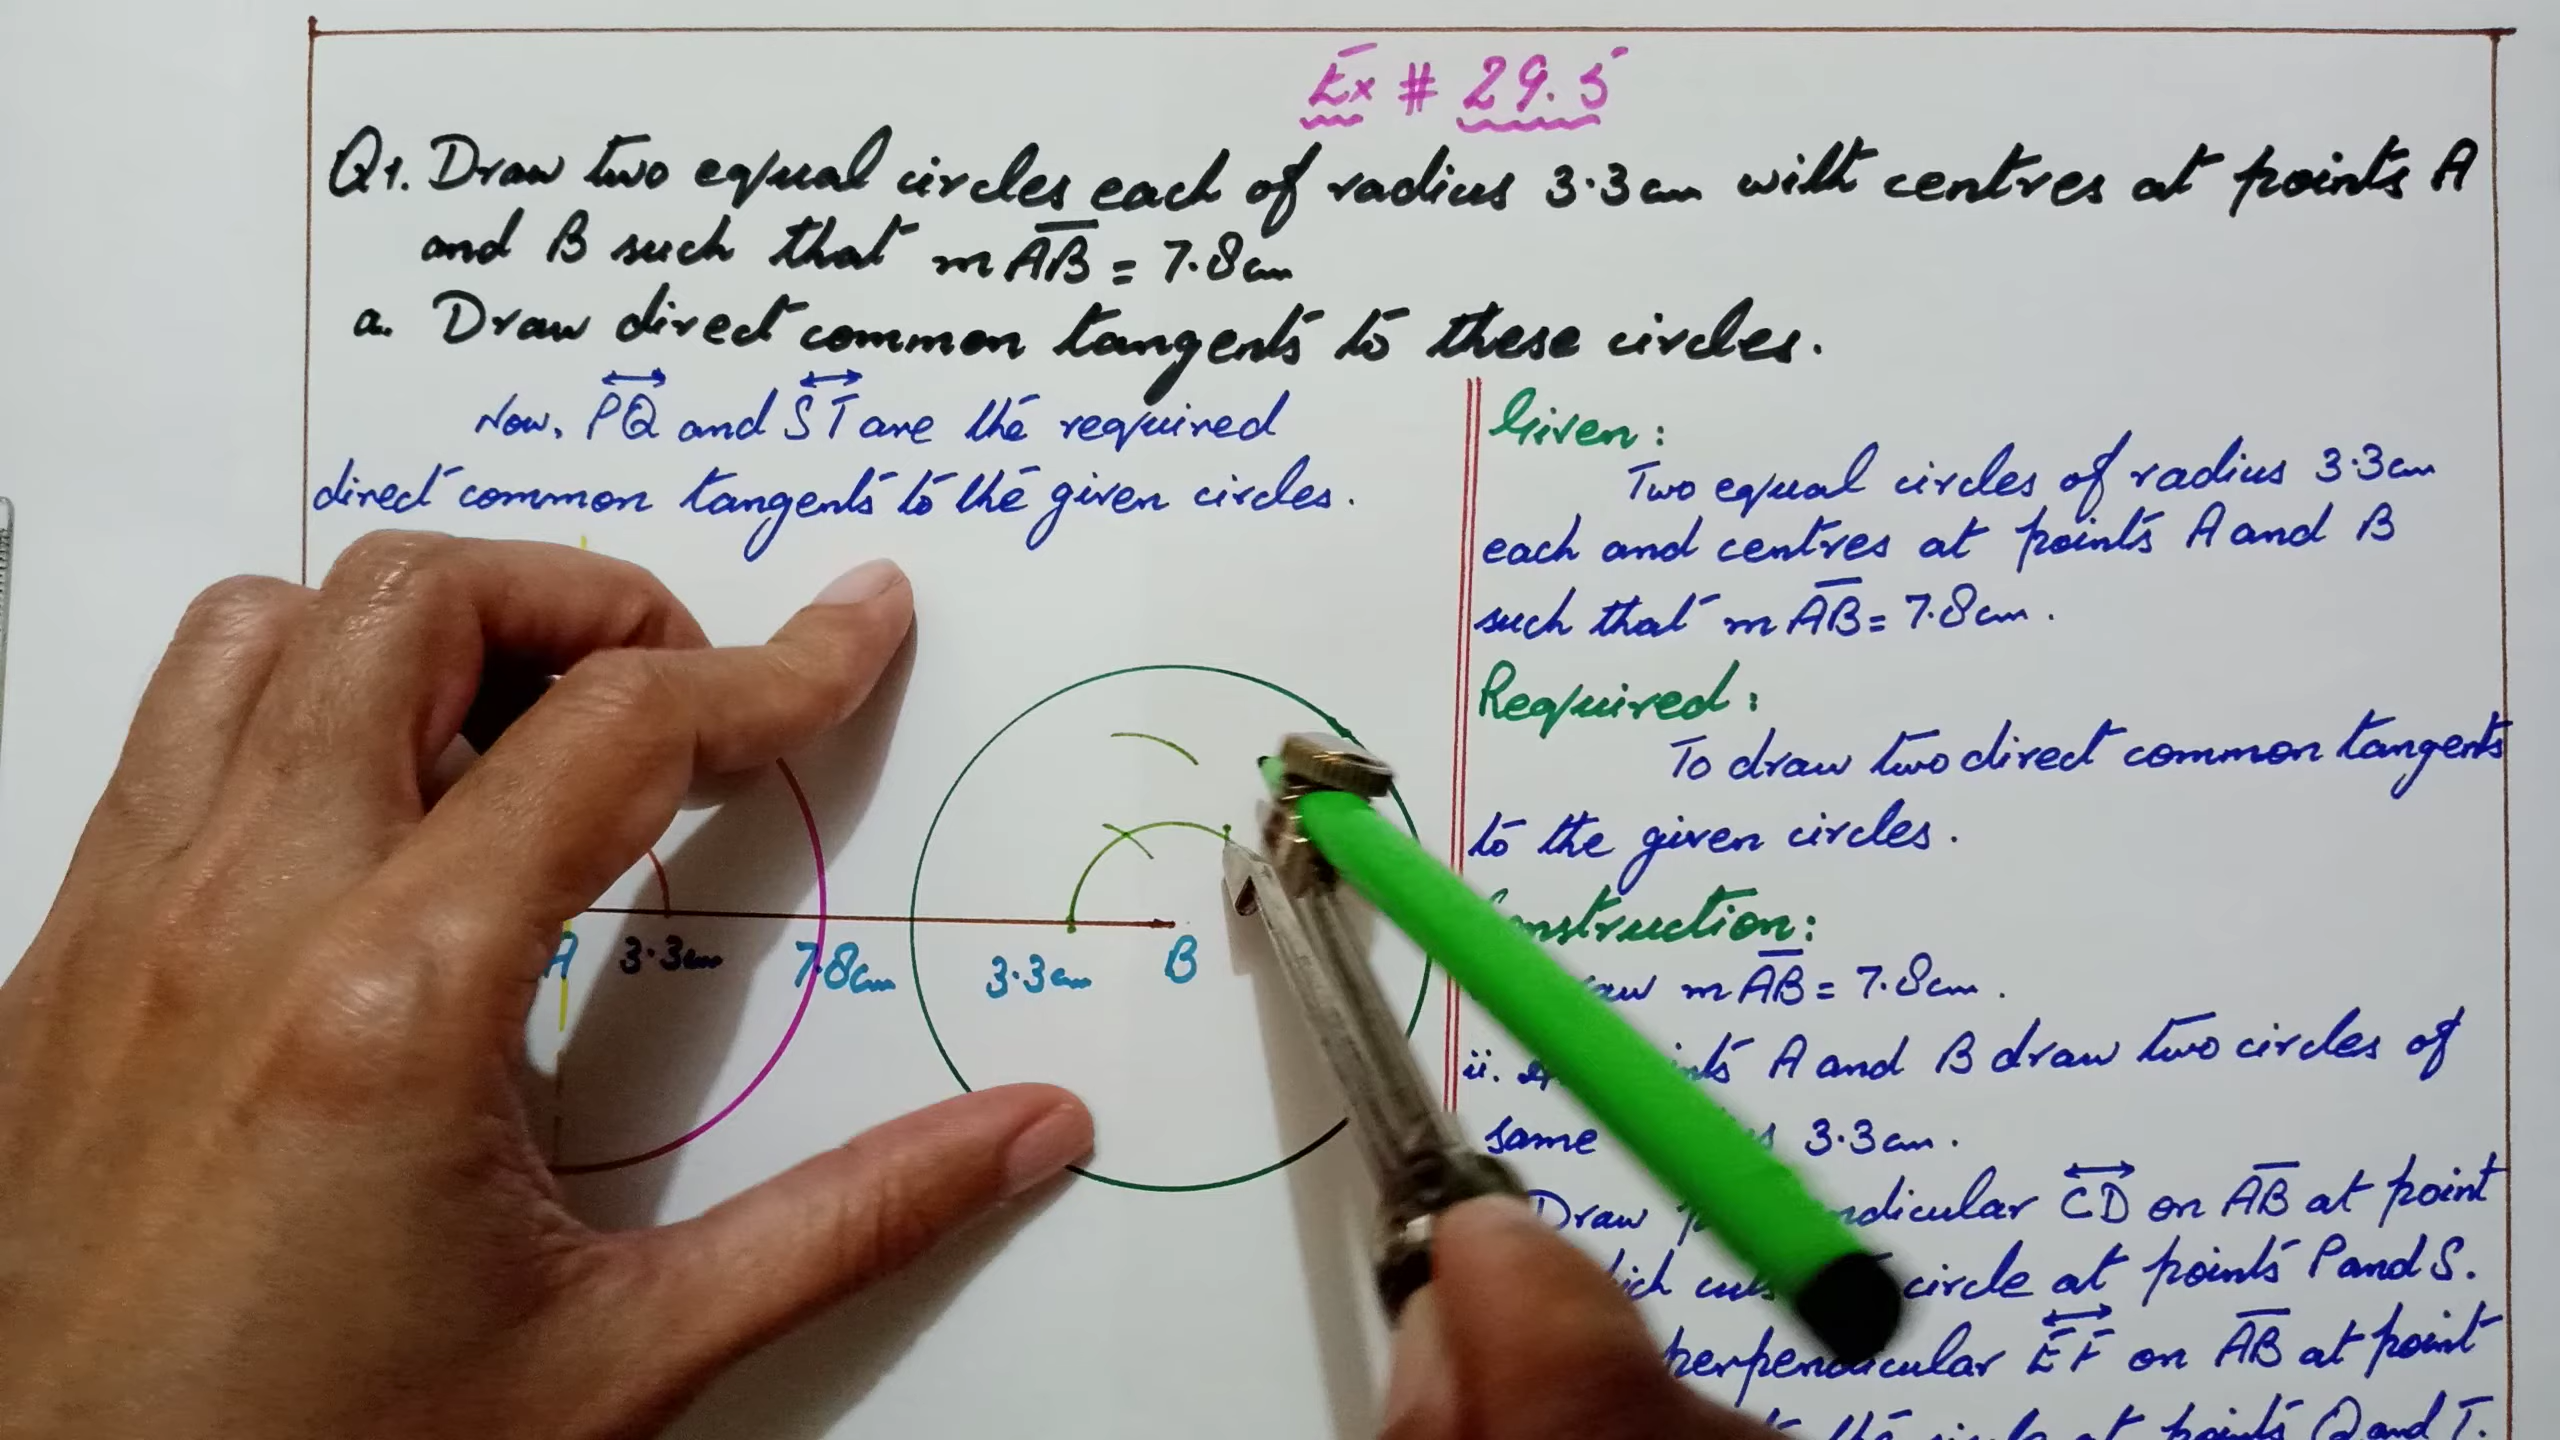 Ex # 29.5
Q1. Draw two equal circles each of radius 3.3cm with centres at points A
and B such that mAB = 7.8cm
a. Draw direct common tangents to these circles.
Now, PQ and ST are the required
direct common tangents to the given circles.
A 3.3cm 7.8cm 3.3cm B
Given:
Two equal circles of radius 3.3cm
each and centres at points A and B
such that mAB = 7.8cm.
Required:
To draw two direct common tangents
to the given circles.
Construction:
mAB = 7.8cm.
ii. A and B draw two circles of
same 3.3cm.
Draw CD on AB at point
circle at points P and S.
perpendicular EF on AB at point
the circle at points Q and T.